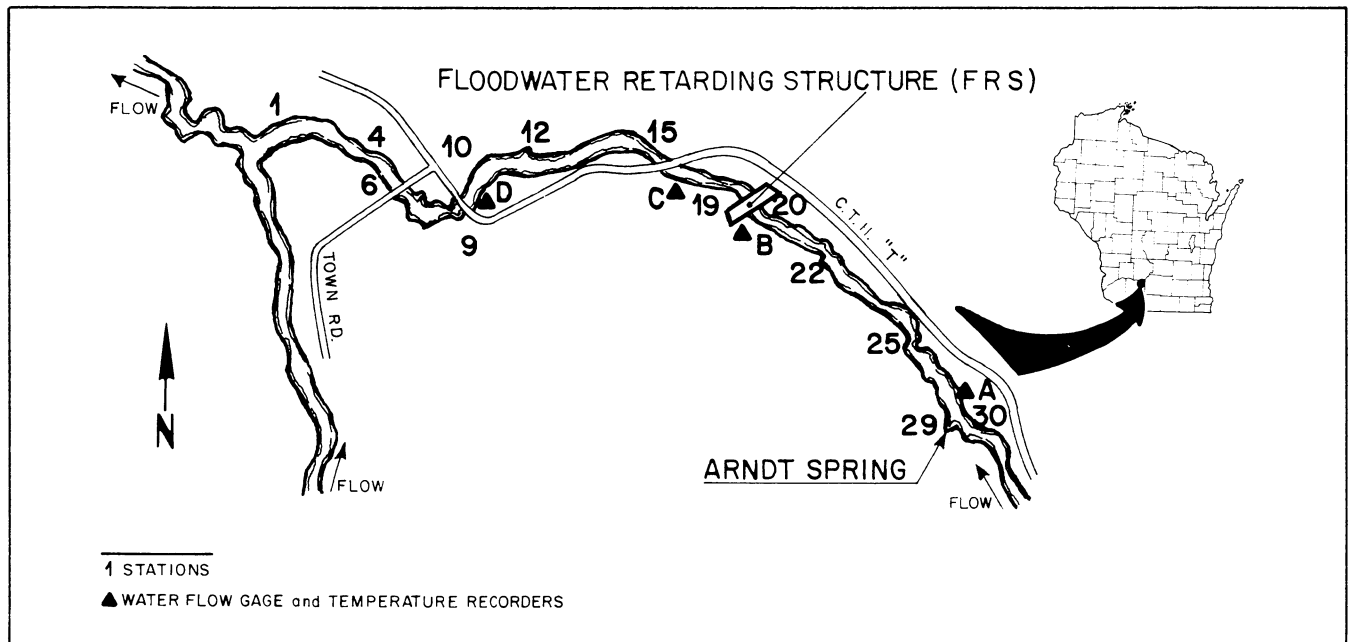 FLOODWATER RETARDING STRUCTURE (FRS)
FLOW
1
4
6
10
12
15
D
9
C
19
20
B
22
C.T.H. "T"
TOWN RD.
25
A
30
29
N
ARNDT SPRING
FLOW
FLOW
1 STATIONS
▲ WATER FLOW GAGE and TEMPERATURE RECORDERS